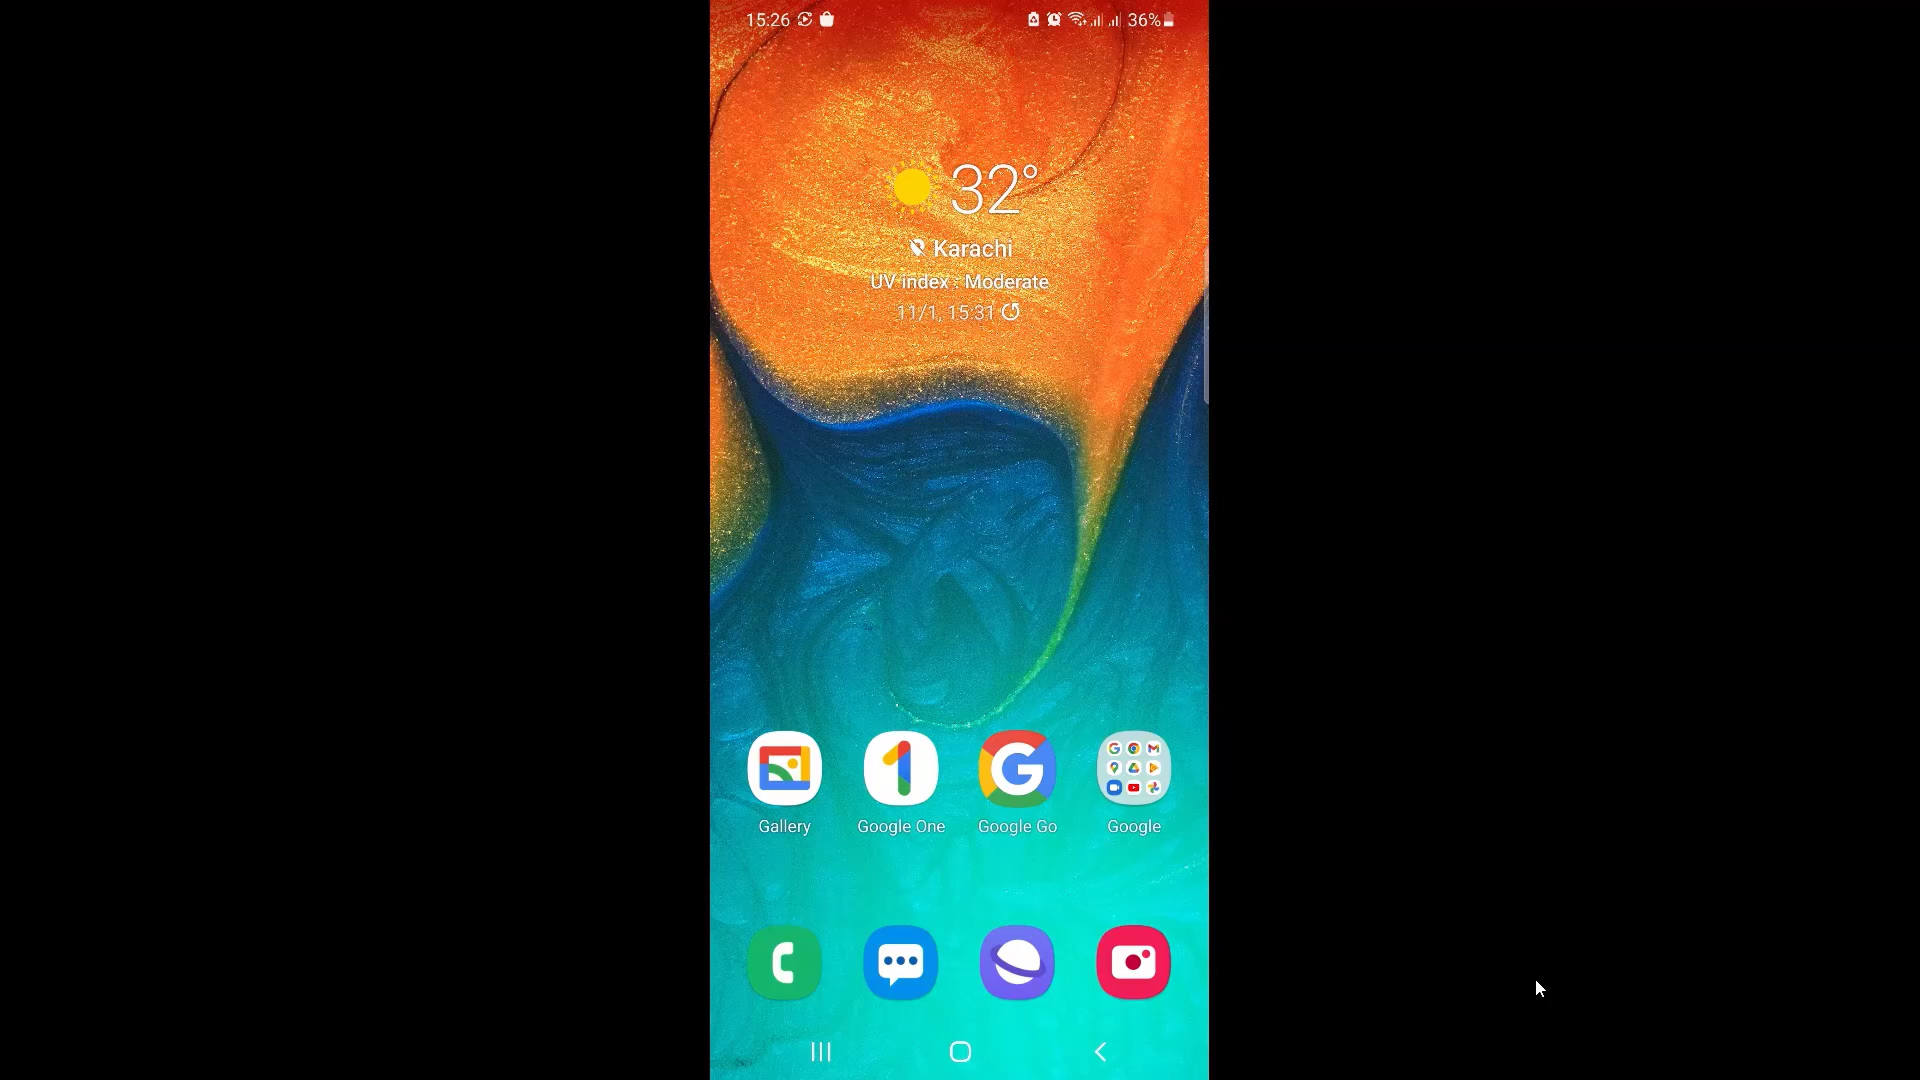 15:26
36%
32°
Karachi
UV index : Moderate
11/1, 15:31
Gallery
Google One
Google Go
Google